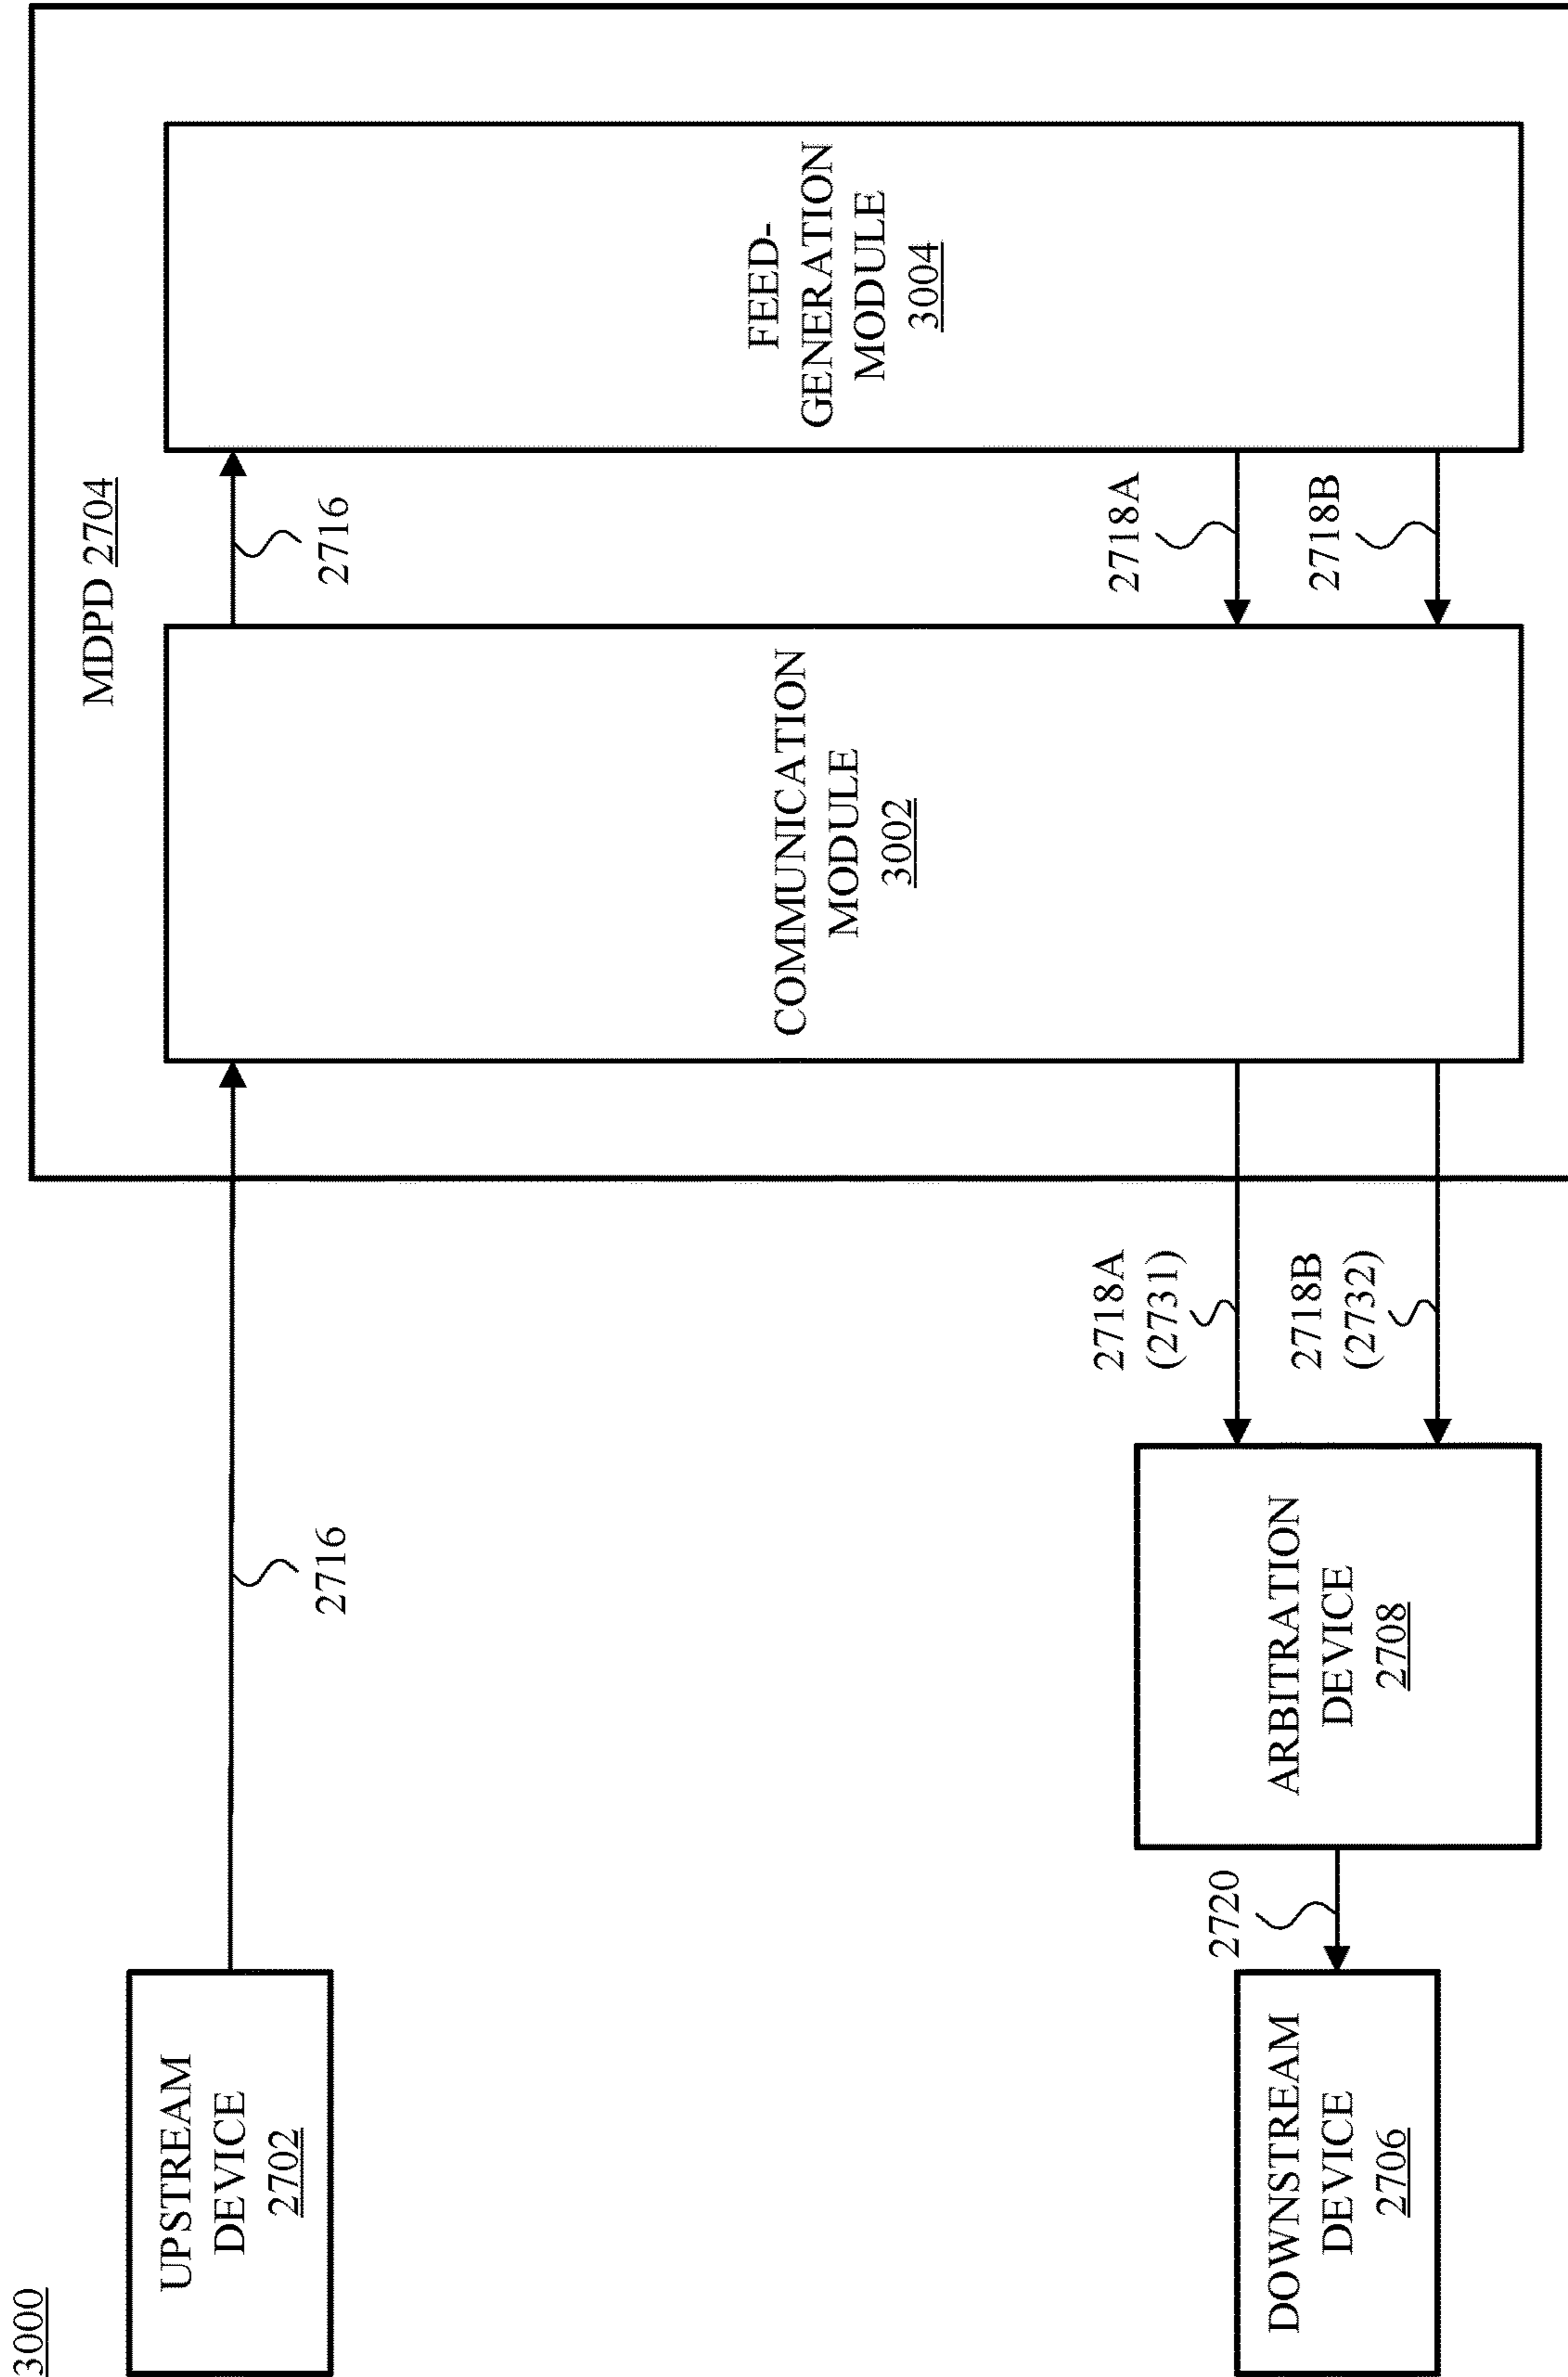 3000
UPSTREAM
DEVICE
2702
2716
MDPD 2704
COMMUNICATION
MODULE
3002
2716
FEED-
GENERATION
MODULE
3004
DOWNSTREAM
DEVICE
2706
2720
ARBITRATION
DEVICE
2708
2718A
(2731)
2718B
(2732)
2718A
2718B